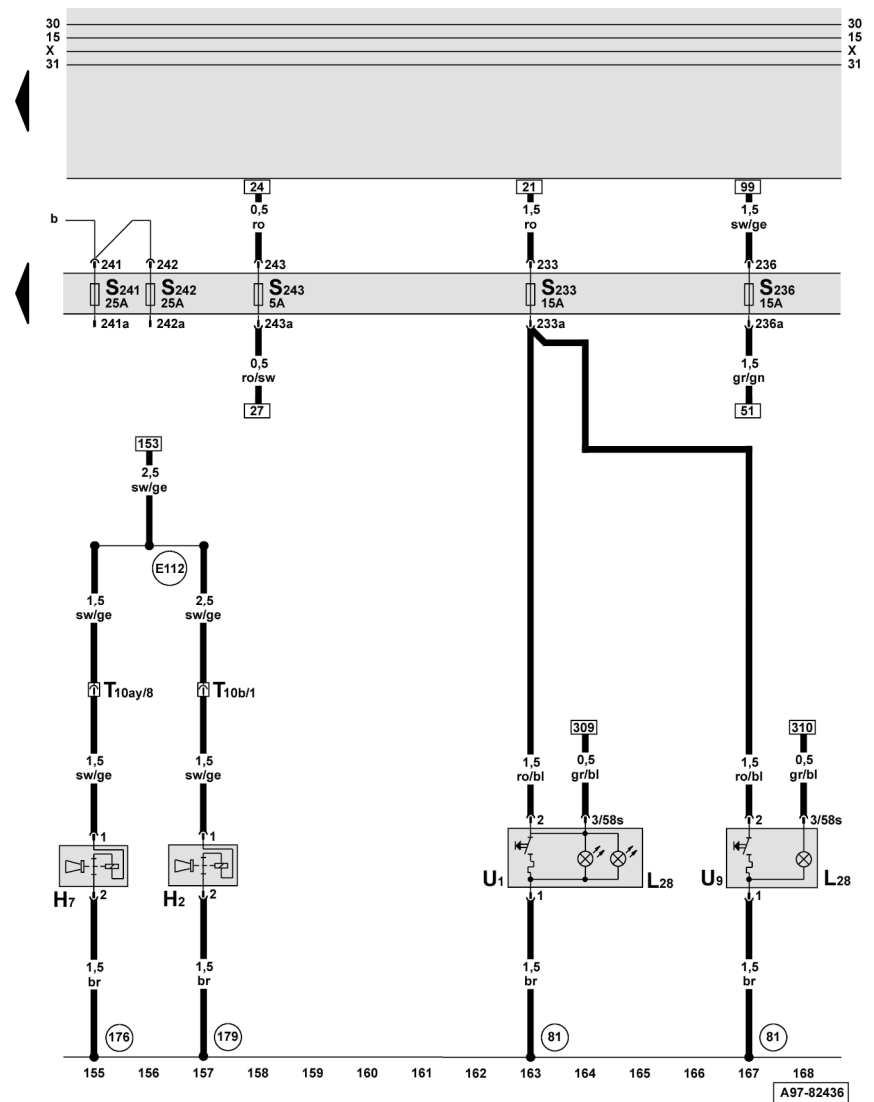 30 30
15 15
X X
31 31
24 21 99
0,5 1,5 1,5
ro ro sw/ge
b
241 242 243 233 236
S241 S242 S243 S233 S236
25A 25A 5A 15A 15A
241a 242a 243a 233a 236a
0,5 1,5
ro/sw gr/gn
27 51
153
2,5
sw/ge
E112
1,5 2,5
sw/ge sw/ge
T10ay/8 T10b/1
309 310
1,5 1,5 1,5 0,5 1,5 0,5
sw/ge sw/ge ro/bl gr/bl ro/bl gr/bl
1 1 2 3/58s 2 3/58s
H7 H2 U1 L28 U9 L28
2 2 1 1
1,5 1,5 1,5 1,5
br br br br
176 179 81 81
155 156 157 158 159 160 161 162 163 164 165 166 167 168
A97-82436